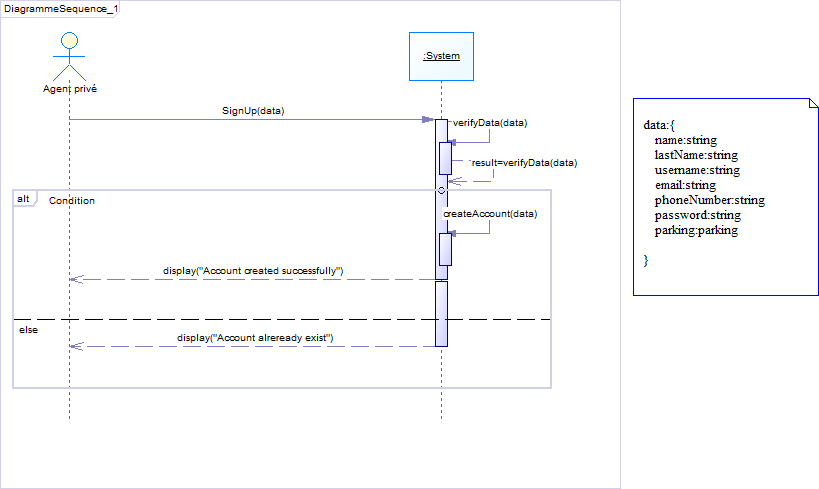 DiagrammeSequence_1
:System
Agent privé
SignUp(data)
verifyData(data)
result=verifyData(data)
alt
Condition
createAccount(data)
display("Account created successfully")
else
display("Account alreready exist")
data:{
name:string
lastName:string
username:string
email:string
phoneNumber:string
password:string
parking:parking
}